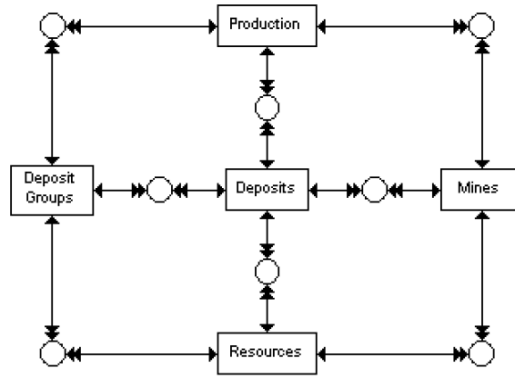 Production
Deposit
Groups
Deposits
Mines
Resources